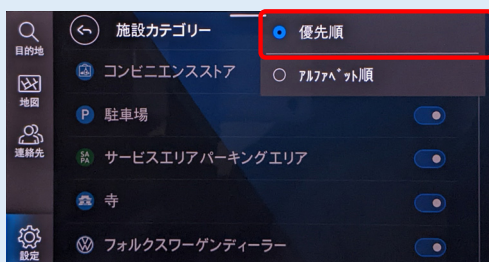 目的地
地図
連絡先
設定
施設カテゴリー
優先順
ｱﾙﾌｧﾍﾞｯﾄ順
コンビニエンスストア
P 駐車場
SA PA サービスエリアパーキングエリア
寺
フォルクスワーゲンディーラー